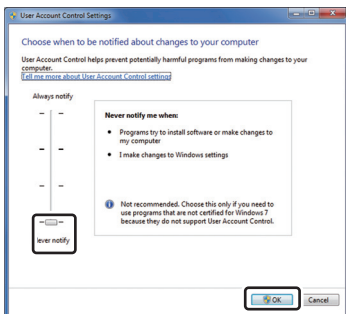 User Account Control Settings
Choose when to be notified about changes to your computer
User Account Control helps prevent potentially harmful programs from making changes to your
computer.
Tell me more about User Account Control settings
Always notify
Never notify me when:
• Programs try to install software or make changes to
my computer
• I make changes to Windows settings
Not recommended. Choose this only if you need to
use programs that are not certified for Windows 7
because they do not support User Account Control.
lever notify
OK
Cancel